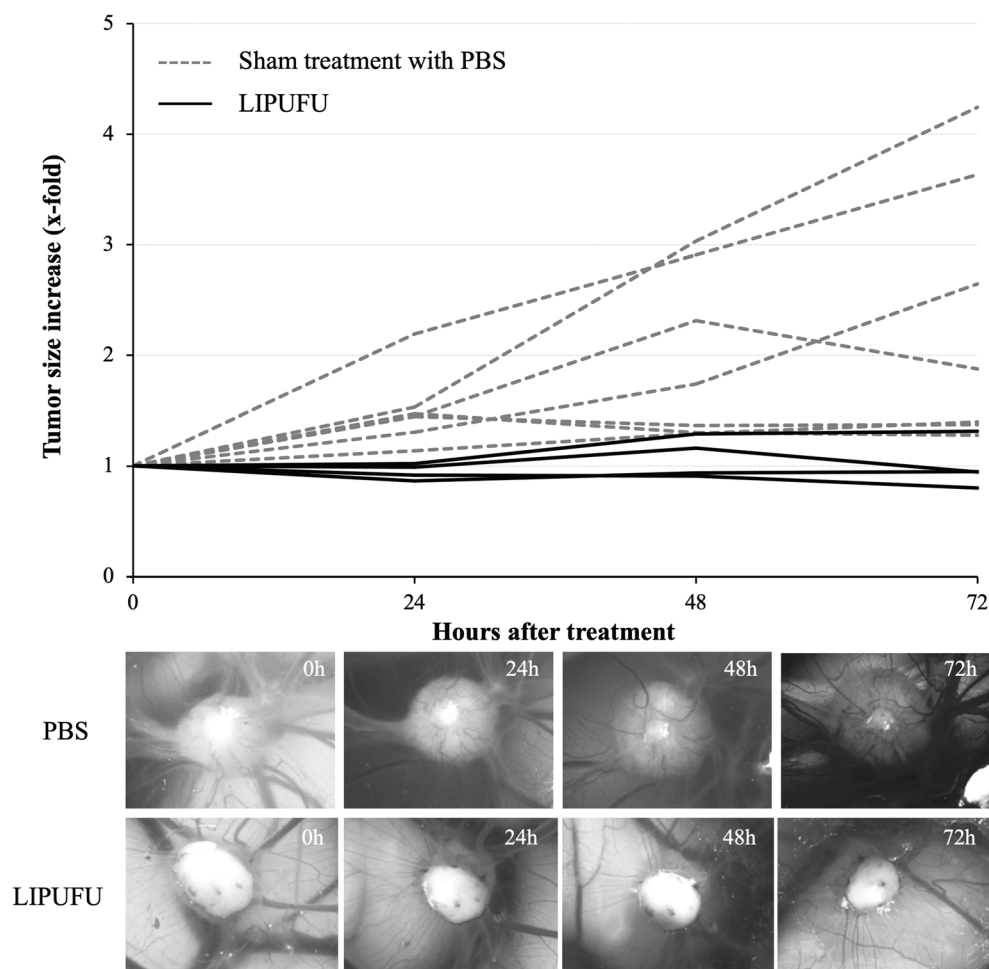 5
Sham treatment with PBS
LIPUFU
4
3
2
1
0
Tumor size increase (x-fold)
0 24 48 72
Hours after treatment
PBS
0h 24h 48h 72h
LIPUFU
0h 24h 48h 72h